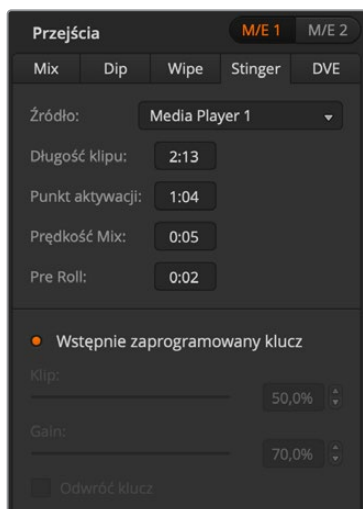 Przejścia M/E 1 M/E 2
Mix Dip Wipe Stinger DVE
Źródło: Media Player 1
Długość klipu: 2:13
Punkt aktywacji: 1:04
Prędkość Mix: 0:05
Pre Roll: 0:02
Wstępnie zaprogramowany klucz
Klip:
50,0%
Gain:
70,0%
Odwróć klucz